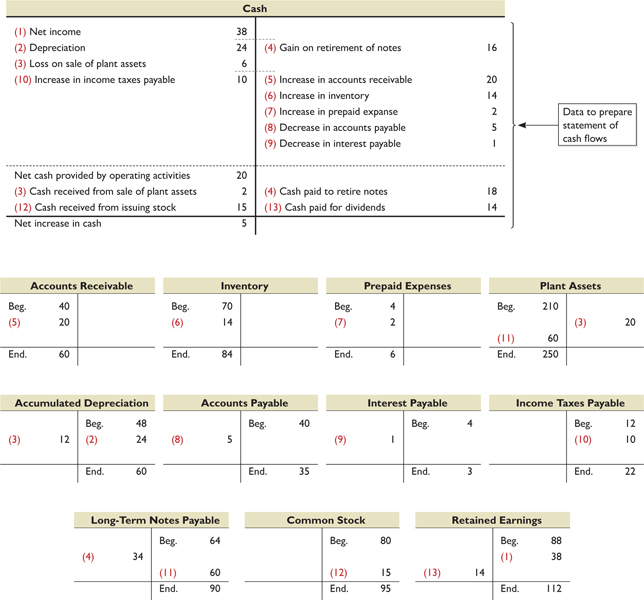 Cash
(1) Net income 38
(2) Depreciation 24 (4) Gain on retirement of notes 16
(3) Loss on sale of plant assets 6
(10) Increase in income taxes payable 10 (5) Increase in accounts receivable 20
(6) Increase in inventory 14
(7) Increase in prepaid expanse 2
(8) Decrease in accounts payable 5
(9) Decrease in interest payable 1
Data to prepare
statement of
cash flows
Net cash provided by operating activities 20
(3) Cash received from sale of plant assets 2 (4) Cash paid to retire notes 18
(12) Cash received from issuing stock 15 (13) Cash paid for dividends 14
Net increase in cash 5
Accounts Receivable
Beg. 40
(5) 20
End. 60
Inventory
Beg. 70
(6) 14
End. 84
Prepaid Expenses
Beg. 4
(7) 2
End. 6
Plant Assets
Beg. 210
(3) 20
(11) 60
End. 250
Accumulated Depreciation
Beg. 48
(3) 12 (2) 24
End. 60
Accounts Payable
Beg. 40
(8) 5
End. 35
Interest Payable
Beg. 4
(9) 1
End. 3
Income Taxes Payable
Beg. 12
(10) 10
End. 22
Long-Term Notes Payable
Beg. 64
(4) 34
(11) 60
End. 90
Common Stock
Beg. 80
(12) 15
End. 95
Retained Earnings
Beg. 88
(1) 38
(13) 14
End. 112